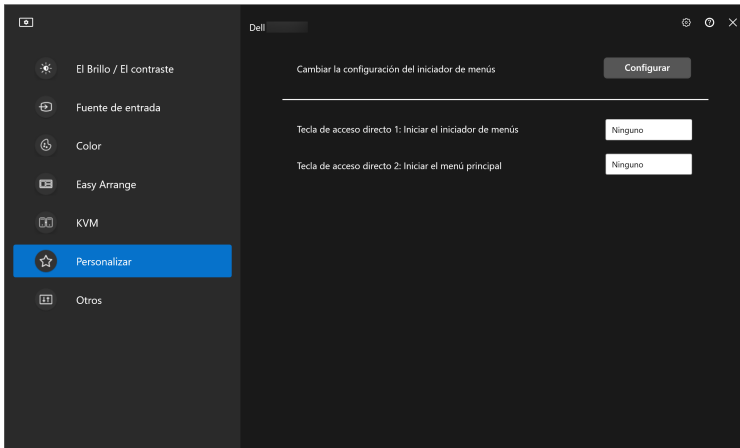 Dell
El Brillo / El contraste
Fuente de entrada
Color
Easy Arrange
KVM
Personalizar
Otros
Cambiar la configuración del iniciador de menús
Configurar
Tecla de acceso directo 1: Iniciar el iniciador de menús
Ninguno
Tecla de acceso directo 2: Iniciar el menú principal
Ninguno